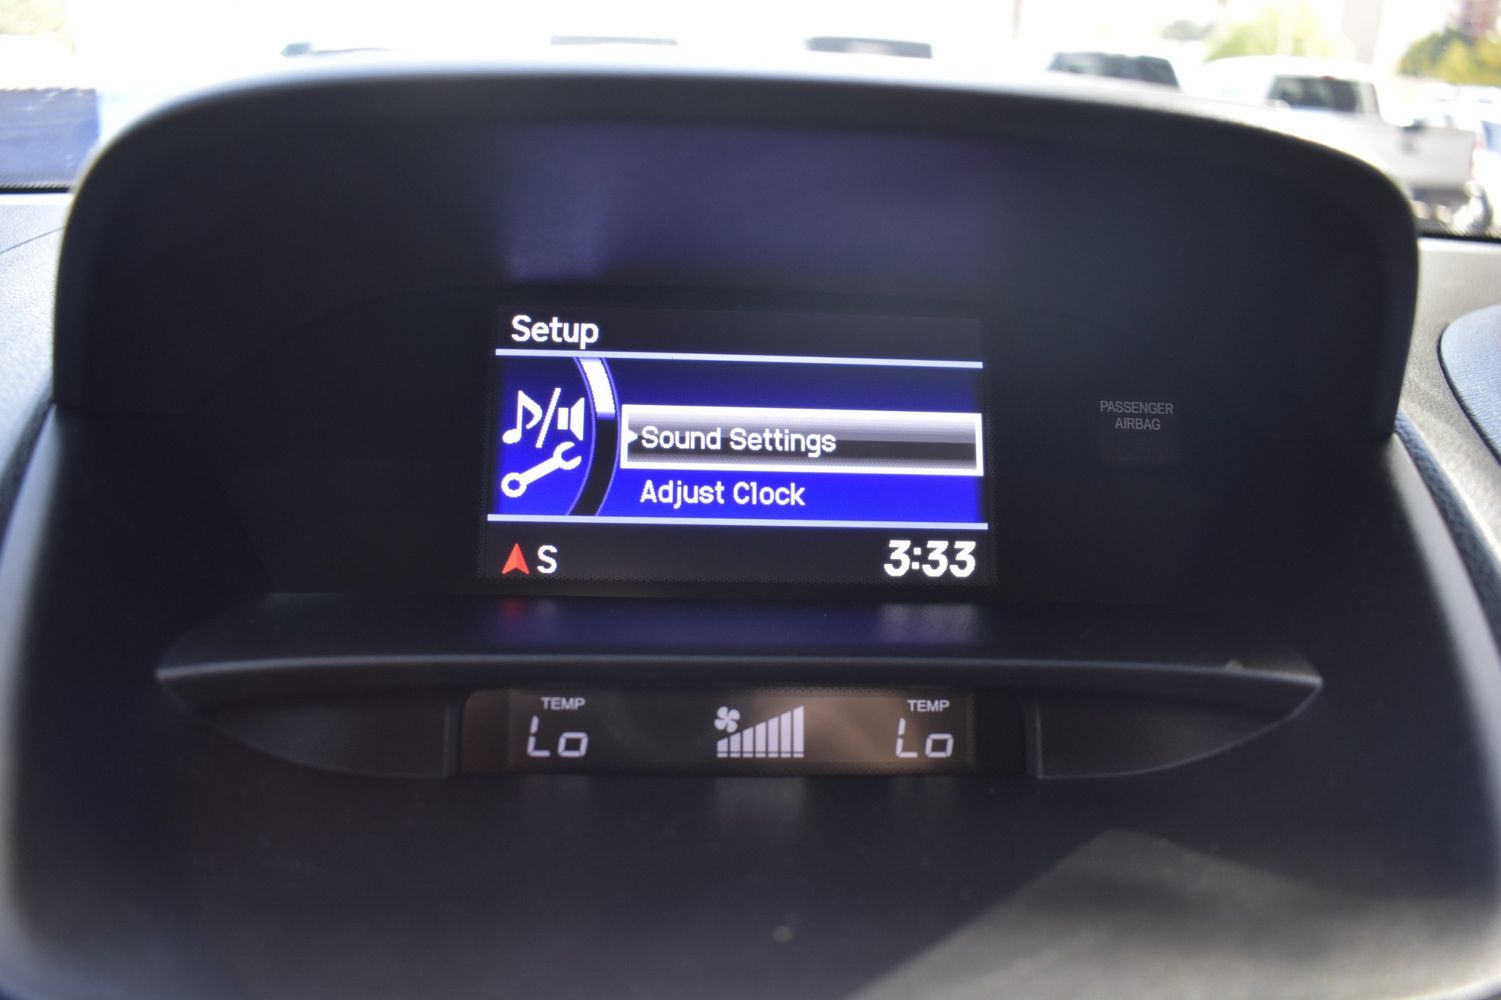 Setup
Sound Settings
Adjust Clock
S
3:33
PASSENGER
AIRBAG
TEMP
Lo
TEMP
Lo